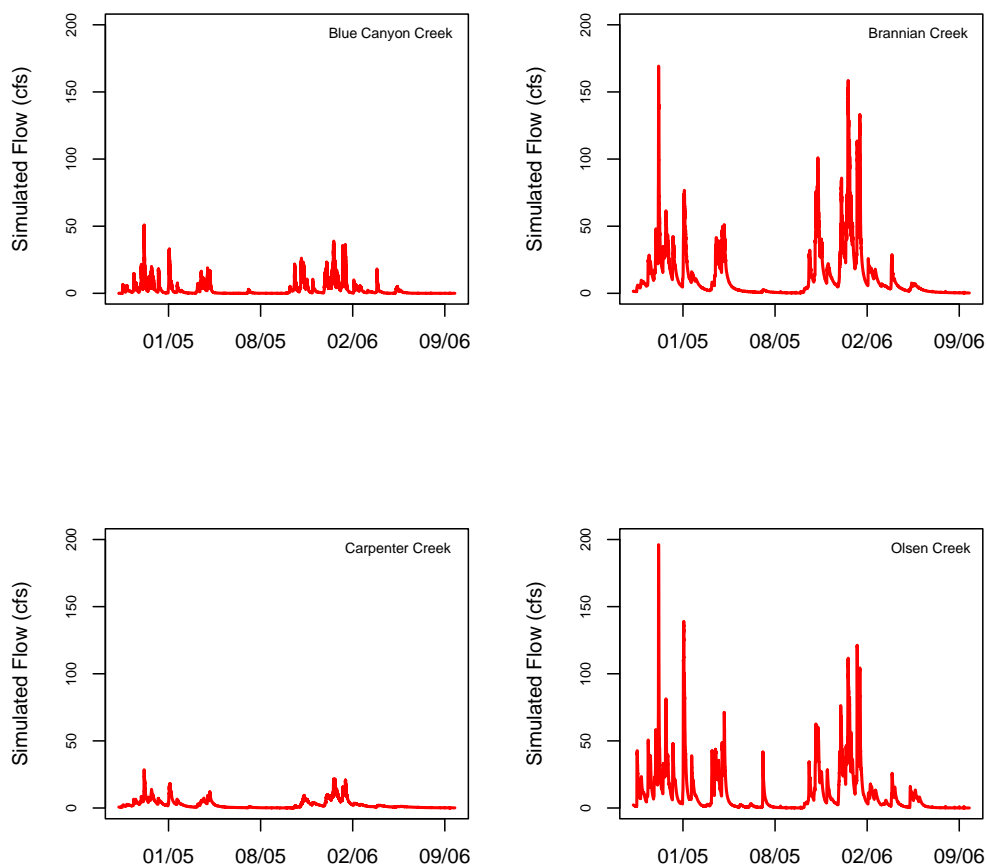 Blue Canyon Creek
Simulated Flow (cfs)
200
150
100
50
0
01/05 08/05 02/06 09/06
Brannian Creek
Simulated Flow (cfs)
200
150
100
50
0
01/05 08/05 02/06 09/06
Carpenter Creek
Simulated Flow (cfs)
200
150
100
50
0
01/05 08/05 02/06 09/06
Olsen Creek
Simulated Flow (cfs)
200
150
100
50
0
01/05 08/05 02/06 09/06